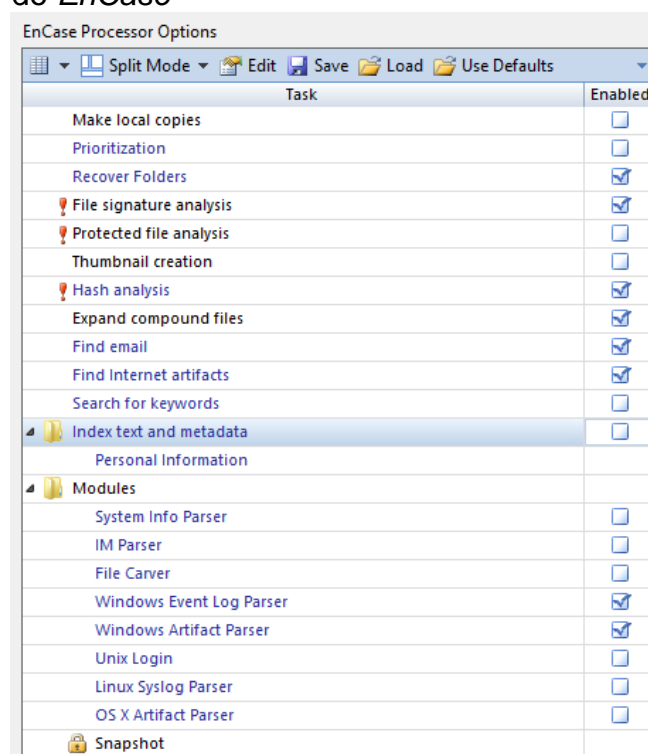 do EnCase
EnCase Processor Options
Split Mode Edit Save Load Use Defaults
Task Enabled
Make local copies
Prioritization
Recover Folders
File signature analysis
Protected file analysis
Thumbnail creation
Hash analysis
Expand compound files
Find email
Find Internet artifacts
Search for keywords
Index text and metadata
Personal Information
Modules
System Info Parser
IM Parser
File Carver
Windows Event Log Parser
Windows Artifact Parser
Unix Login
Linux Syslog Parser
OS X Artifact Parser
Snapshot